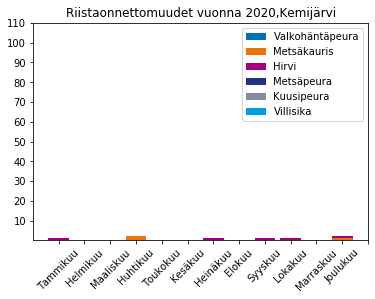 Riistaonnettomuudet vuonna 2020,Kemijärvi
110
100
90
80
70
60
50
40
30
20
10
Valkohäntäpeura
Metsäkauris
Hirvi
Metsäpeura
Kuusipeura
Villisika
Tammikuu
Helmikuu
Maaliskuu
Huhtikuu
Toukokuu
Kesäkuu
Heinäkuu
Elokuu
Syyskuu
Lokakuu
Marraskuu
Joulukuu